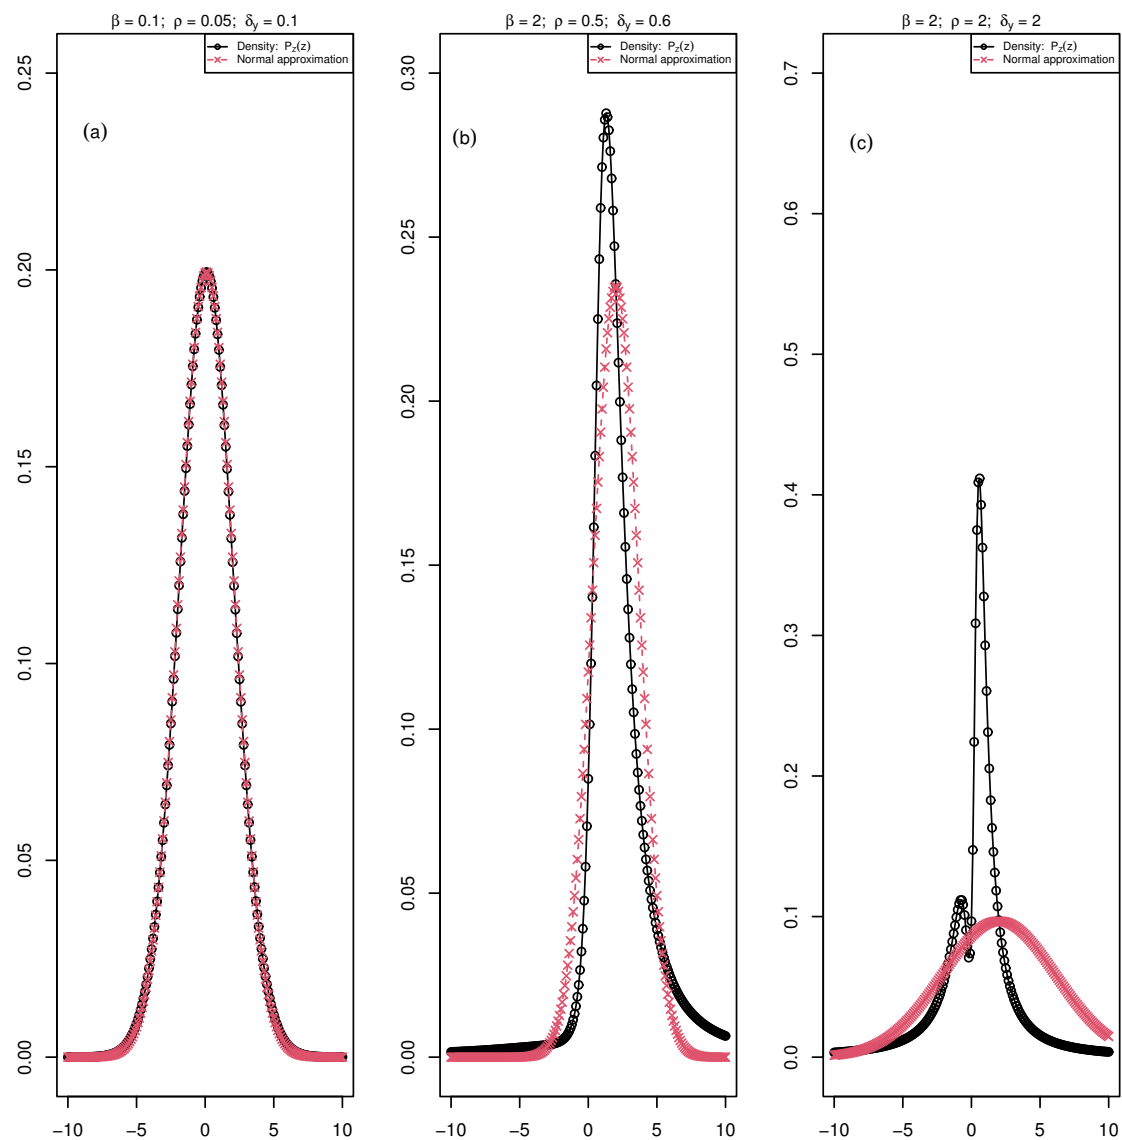 β = 0.1; ρ = 0.05; δy = 0.1
Density: Pz(z)
Normal approximation
(a)
0.25
0.20
0.15
0.10
0.05
0.00
−10 −5 0 5 10
β = 2; ρ = 0.5; δy = 0.6
Density: Pz(z)
Normal approximation
(b)
0.30
0.25
0.20
0.15
0.10
0.05
0.00
−10 −5 0 5 10
β = 2; ρ = 2; δy = 2
Density: Pz(z)
Normal approximation
(c)
0.7
0.6
0.5
0.4
0.3
0.2
0.1
0.0
−10 −5 0 5 10